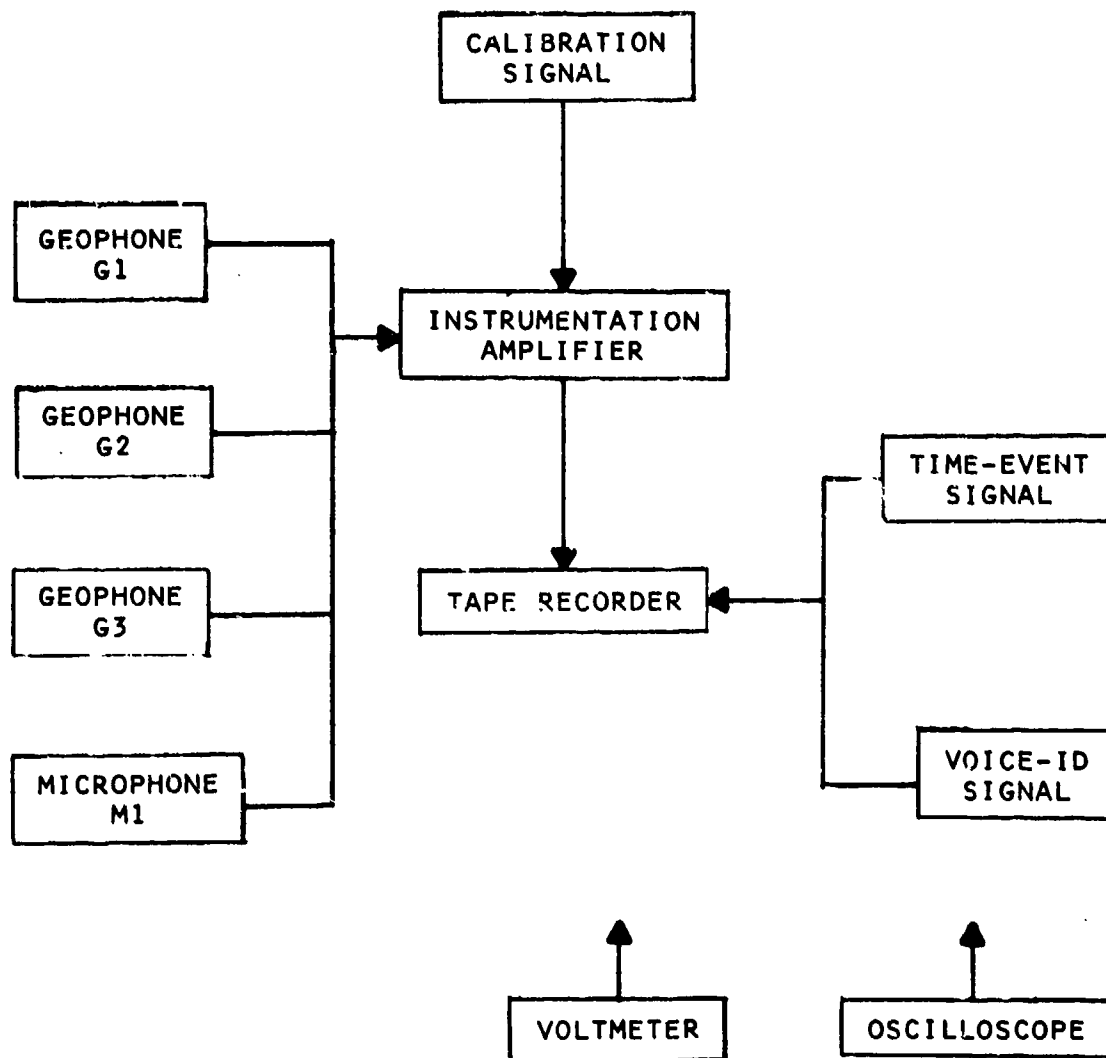 CALIBRATION
SIGNAL
GEOPHONE
G1
INSTRUMENTATION
AMPLIFIER
GEOPHONE
G2
TIME-EVENT
SIGNAL
GEOPHONE
G3
TAPE RECORDER
MICROPHONE
M1
VOICE-ID
SIGNAL
VOLTMETER
OSCILLOSCOPE